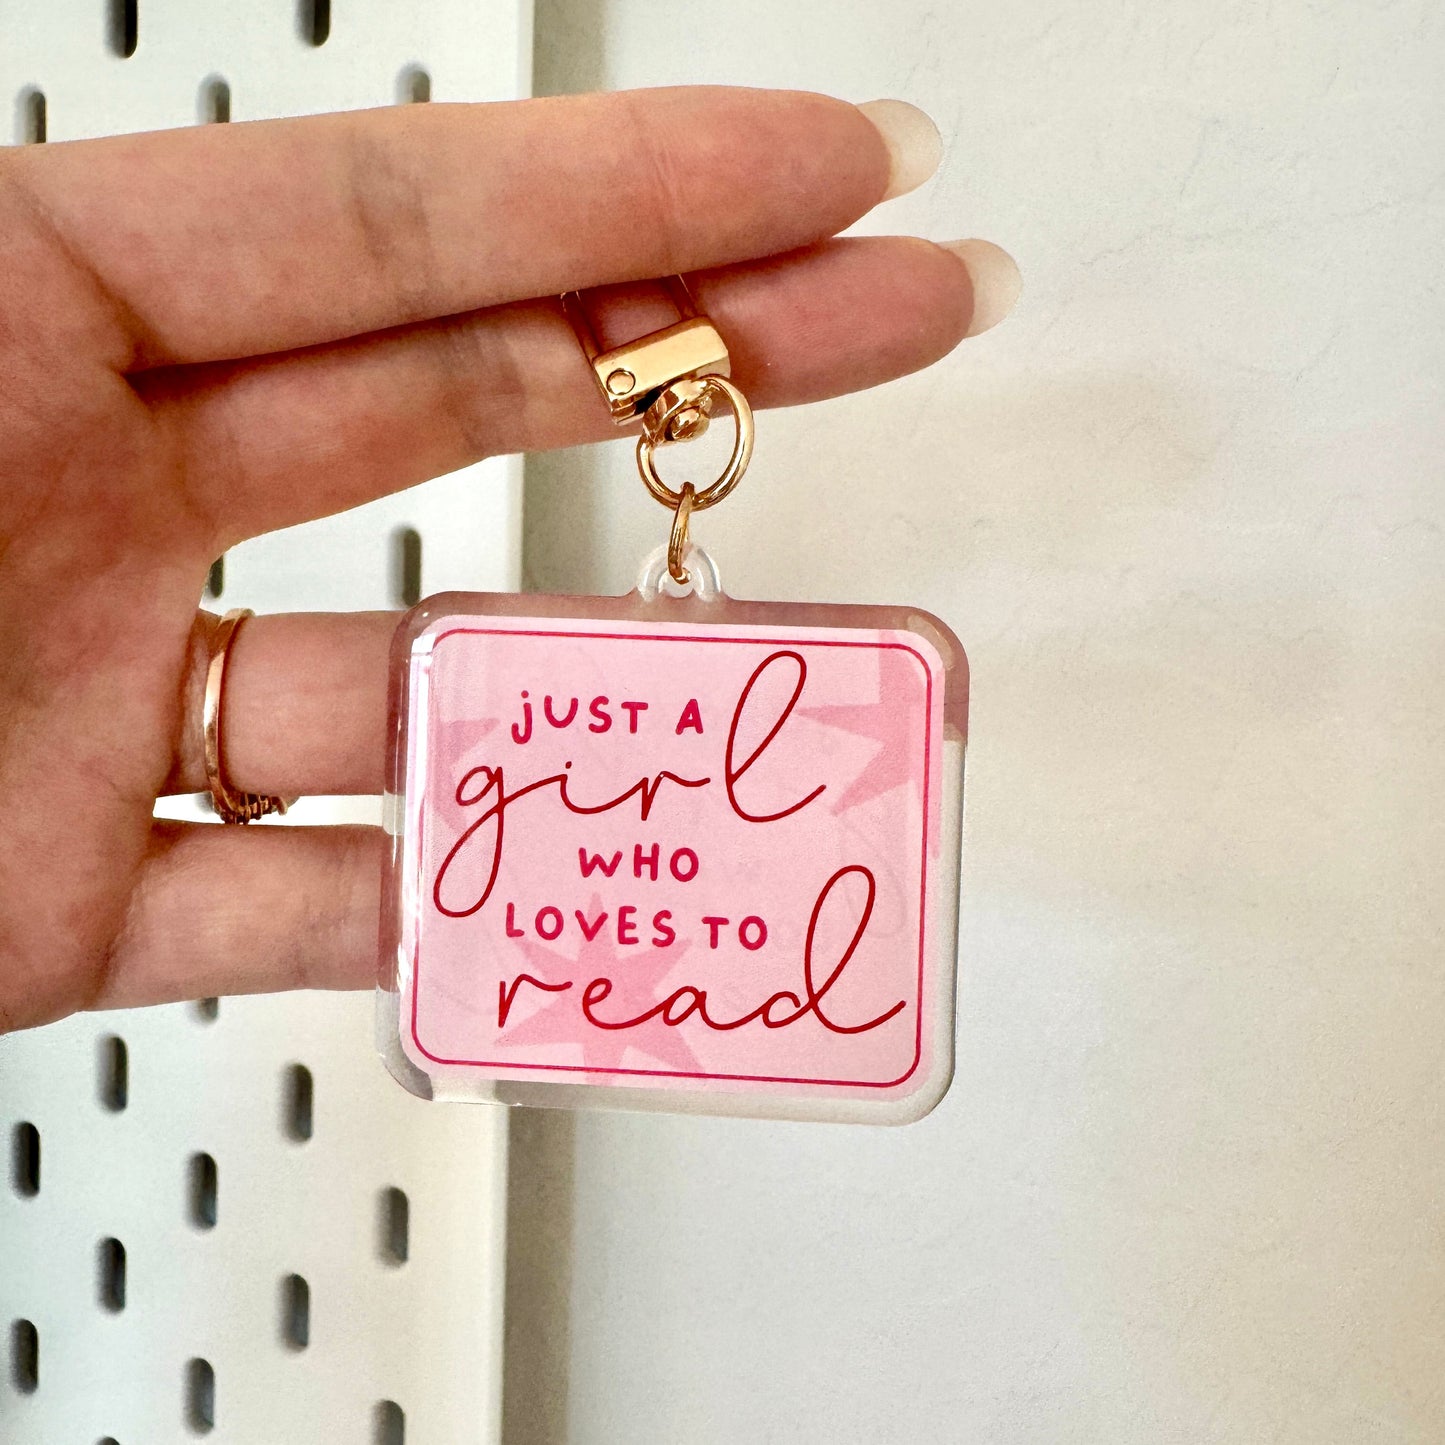 jUST A
girl
WHO
LOVES TO
read